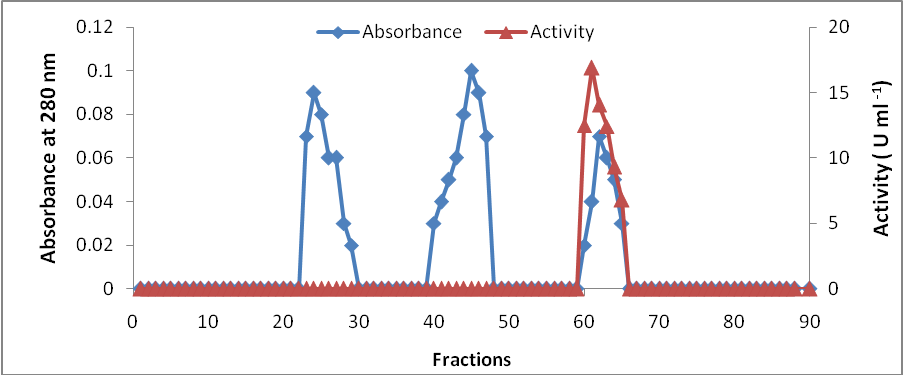 Absorbance Activity
0.12
0.1
0.08
0.06
0.04
0.02
0
Absorbance at 280 nm
20
15
10
5
0
Activity ( U ml -1)
0 10 20 30 40 50 60 70 80 90
Fractions